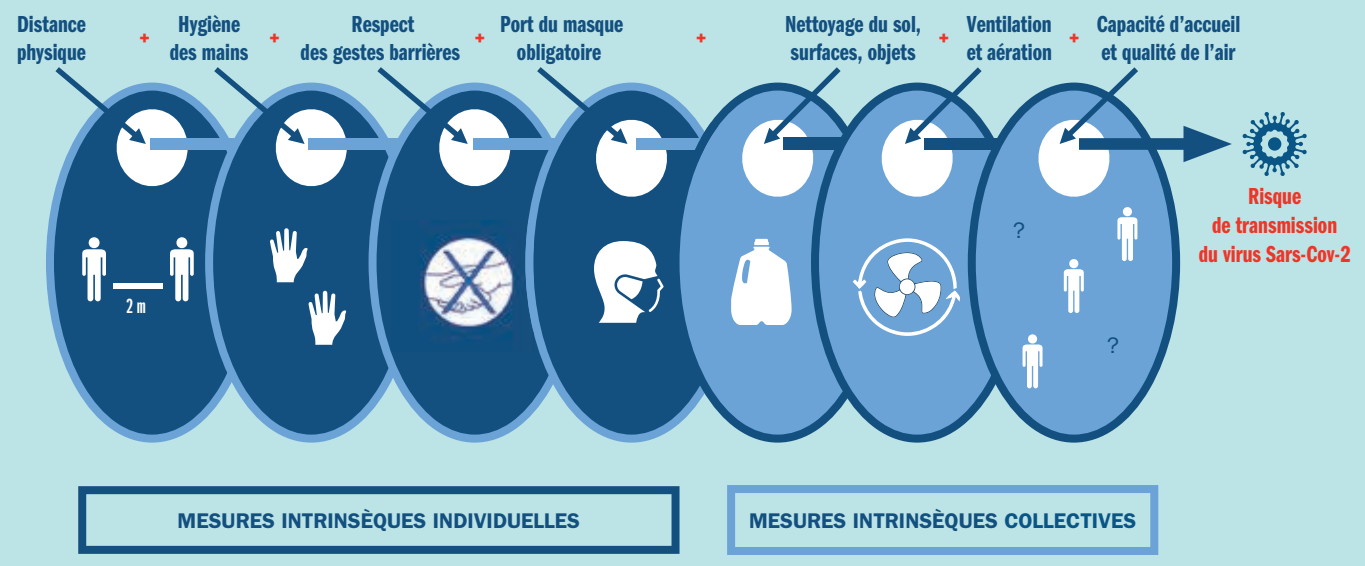 Distance
physique
+
Hygiène
des mains
+
Respect
des gestes barrières
+
Port du masque
obligatoire
+
Nettoyage du sol,
surfaces, objets
+
Ventilation
et aération
+
Capacité d’accueil
et qualité de l’air
2 m
?
?
Risque
de transmission
du virus Sars-Cov-2
MESURES INTRINSÈQUES INDIVIDUELLES
MESURES INTRINSÈQUES COLLECTIVES